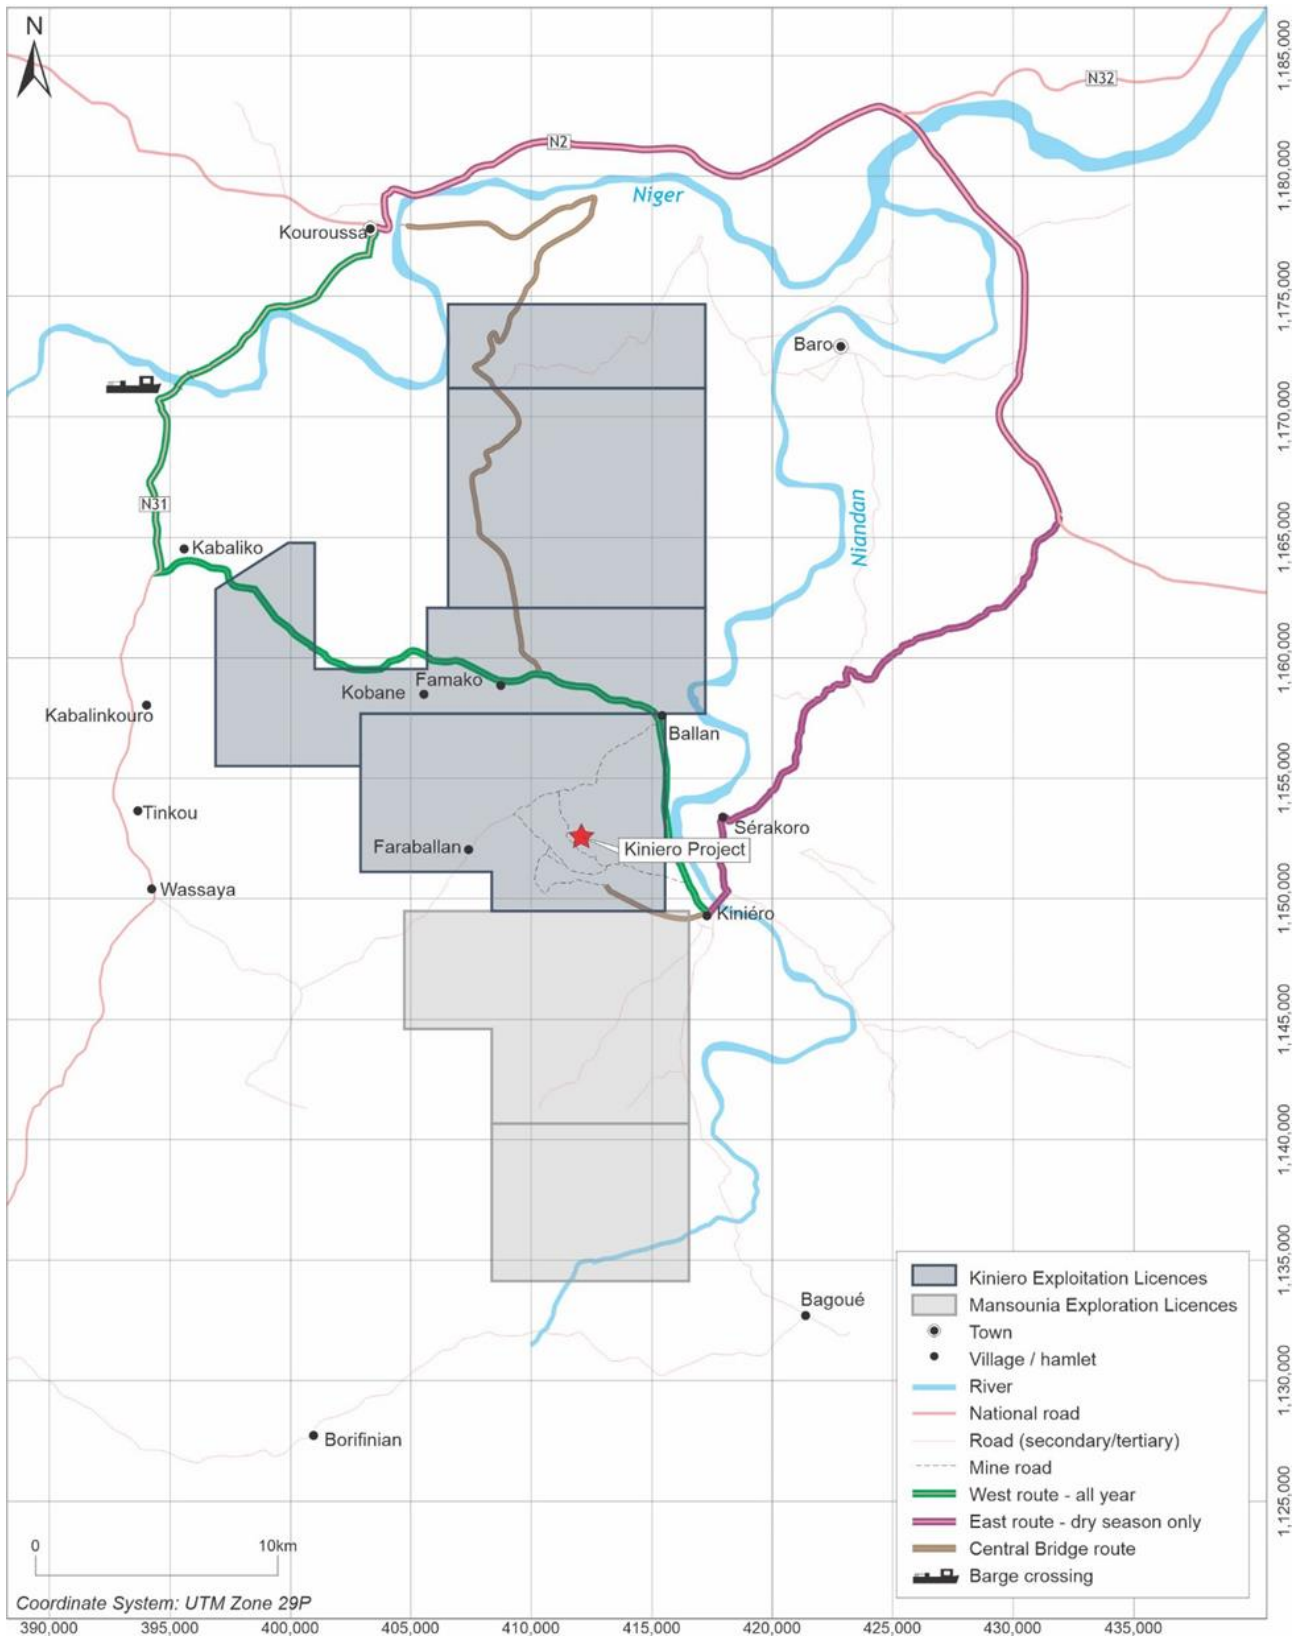 N
N32
N2
Niger
Kouroussa
Baro
N31
Niandan
Kabaliko
Famako
Kobane
Kabalinkouro
Ballan
Tinkou
Sérakoro
Faraballan
Kiniero Project
Wassaya
Kiniéro
Bagoué
Borifinian
Kiniero Exploitation Licences
Mansounia Exploration Licences
Town
Village / hamlet
River
National road
Road (secondary/tertiary)
Mine road
West route - all year
East route - dry season only
Central Bridge route
Barge crossing
0 10km
Coordinate System: UTM Zone 29P
390,000 395,000 400,000 405,000 410,000 415,000 420,000 425,000 430,000 435,000
1,185,000
1,180,000
1,175,000
1,170,000
1,165,000
1,160,000
1,155,000
1,150,000
1,145,000
1,140,000
1,135,000
1,130,000
1,125,000